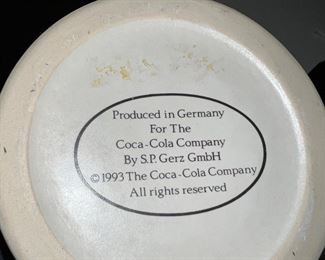 Produced in Germany
For The
Coca-Cola Company
By S.P. Gerz GmbH
©1993 The Coca-Cola Company
All rights reserved